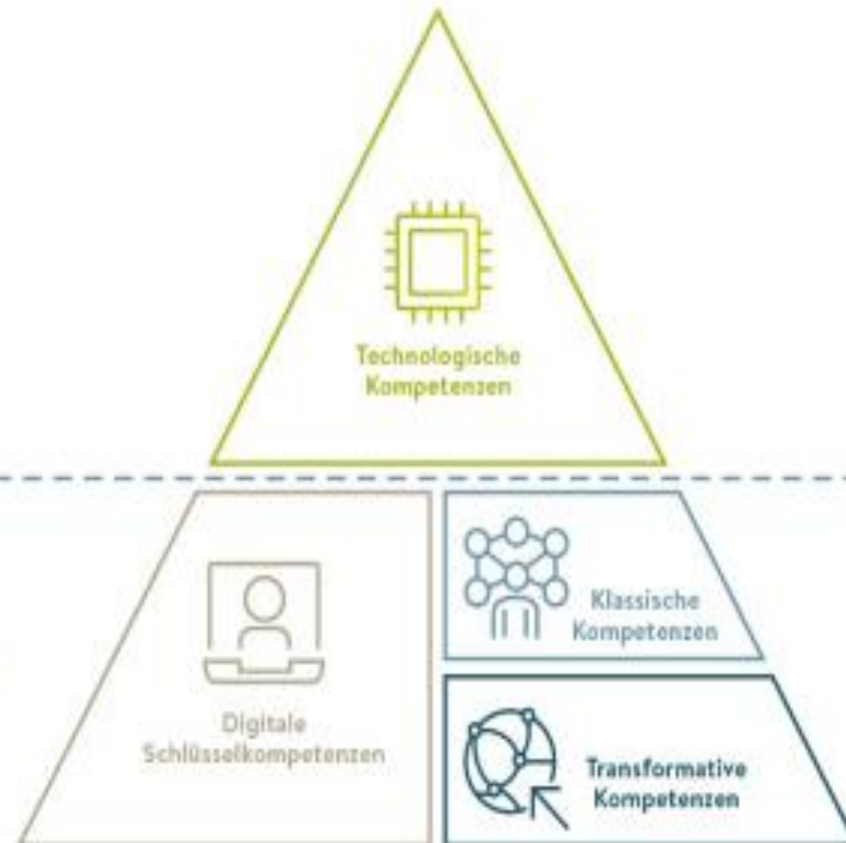 Technologische
Kompetenzen
Digitale
Schlüsselkompetenzen
Klassische
Kompetenzen
Transformative
Kompetenzen